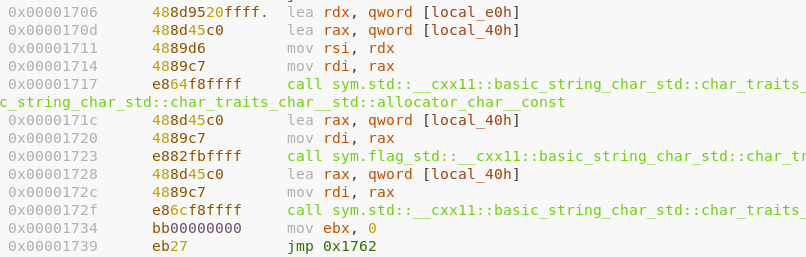 0x00001706 488d9520ffff. lea rdx, qword [local_e0h]
0x0000170d 488d45c0 lea rax, qword [local_40h]
0x00001711 4889d6 mov rsi, rdx
0x00001714 4889c7 mov rdi, rax
0x00001717 e864f8ffff call sym.std::__cxx11::basic_string_char_std::char_traits_
c_string_char_std::char_traits_char__std::allocator_char__const
0x0000171c 488d45c0 lea rax, qword [local_40h]
0x00001720 4889c7 mov rdi, rax
0x00001723 e882fbffff call sym.flag_std::__cxx11::basic_string_char_std::char_tr
0x00001728 488d45c0 lea rax, qword [local_40h]
0x0000172c 4889c7 mov rdi, rax
0x0000172f e86cf8ffff call sym.std::__cxx11::basic_string_char_std::char_traits_
0x00001734 bb00000000 mov ebx, 0
0x00001739 eb27 jmp 0x1762